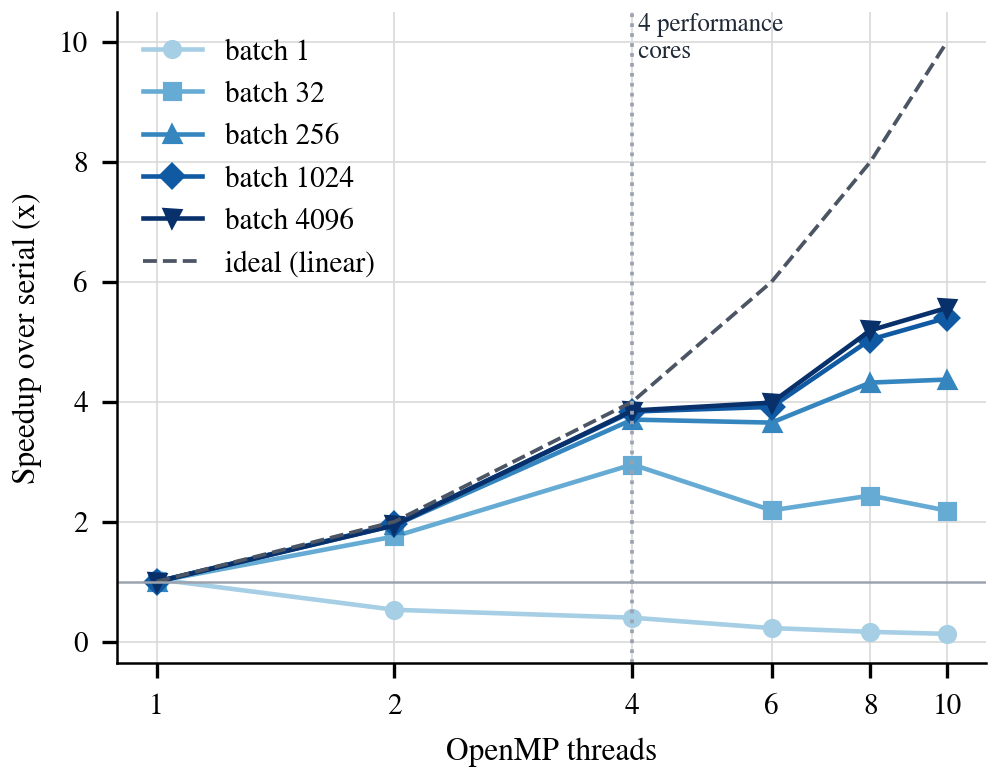 4 performance
cores
10
8
6
4
2
0
batch 1
batch 32
batch 256
batch 1024
batch 4096
ideal (linear)
Speedup over serial (x)
1
2
4
6
8
10
OpenMP threads